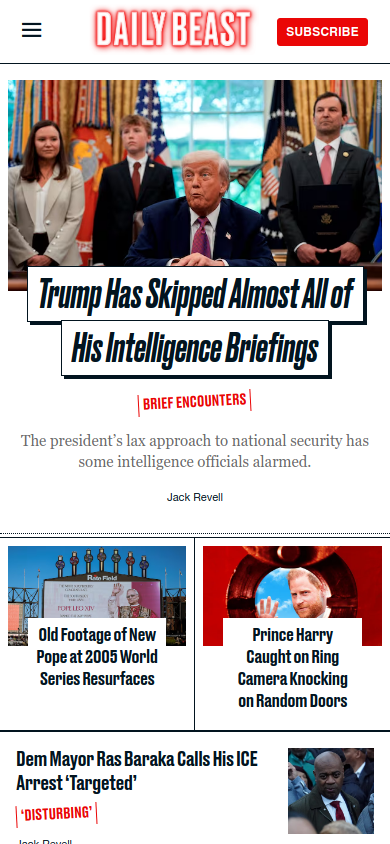 DAILY BEAST
SUBSCRIBE
Trump Has Skipped Almost All of
His Intelligence Briefings
BRIEF ENCOUNTERS
The president’s lax approach to national security has
some intelligence officials alarmed.
Jack Revell
Rate Field
POPE LEO XIV
Old Footage of New
Pope at 2005 World
Series Resurfaces
Prince Harry
Caught on Ring
Camera Knocking
on Random Doors
Dem Mayor Ras Baraka Calls His ICE
Arrest ‘Targeted’
‘DISTURBING’
Jack Revell